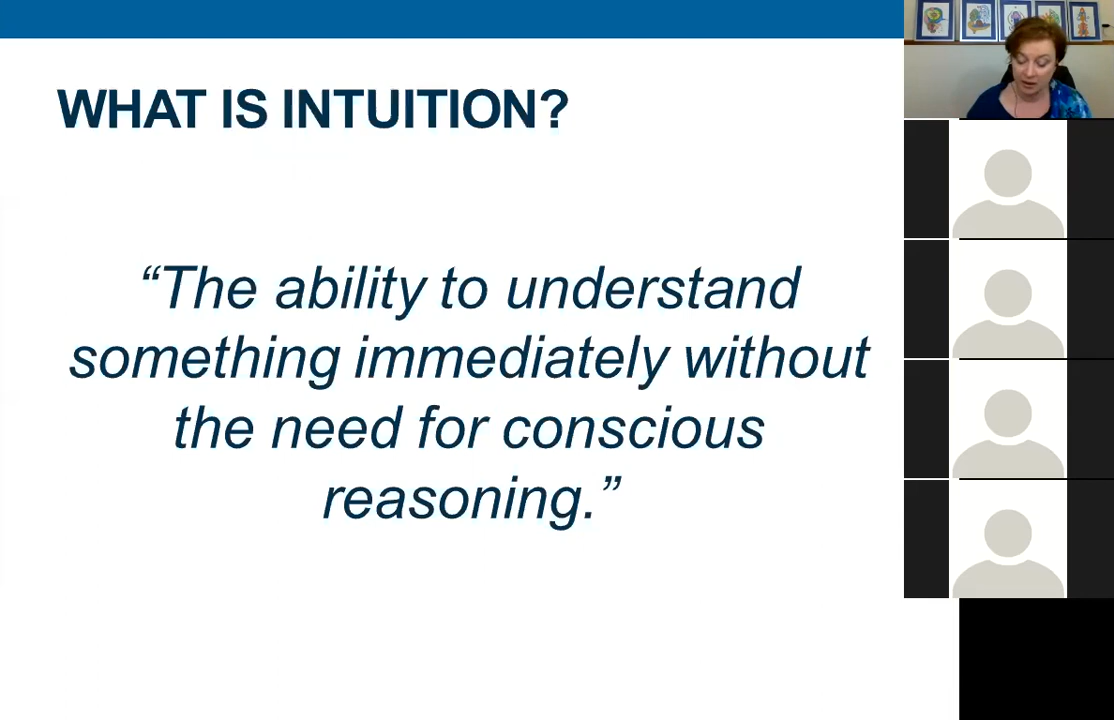 WHAT IS INTUITION?
“The ability to understand
something immediately without
the need for conscious
reasoning.”